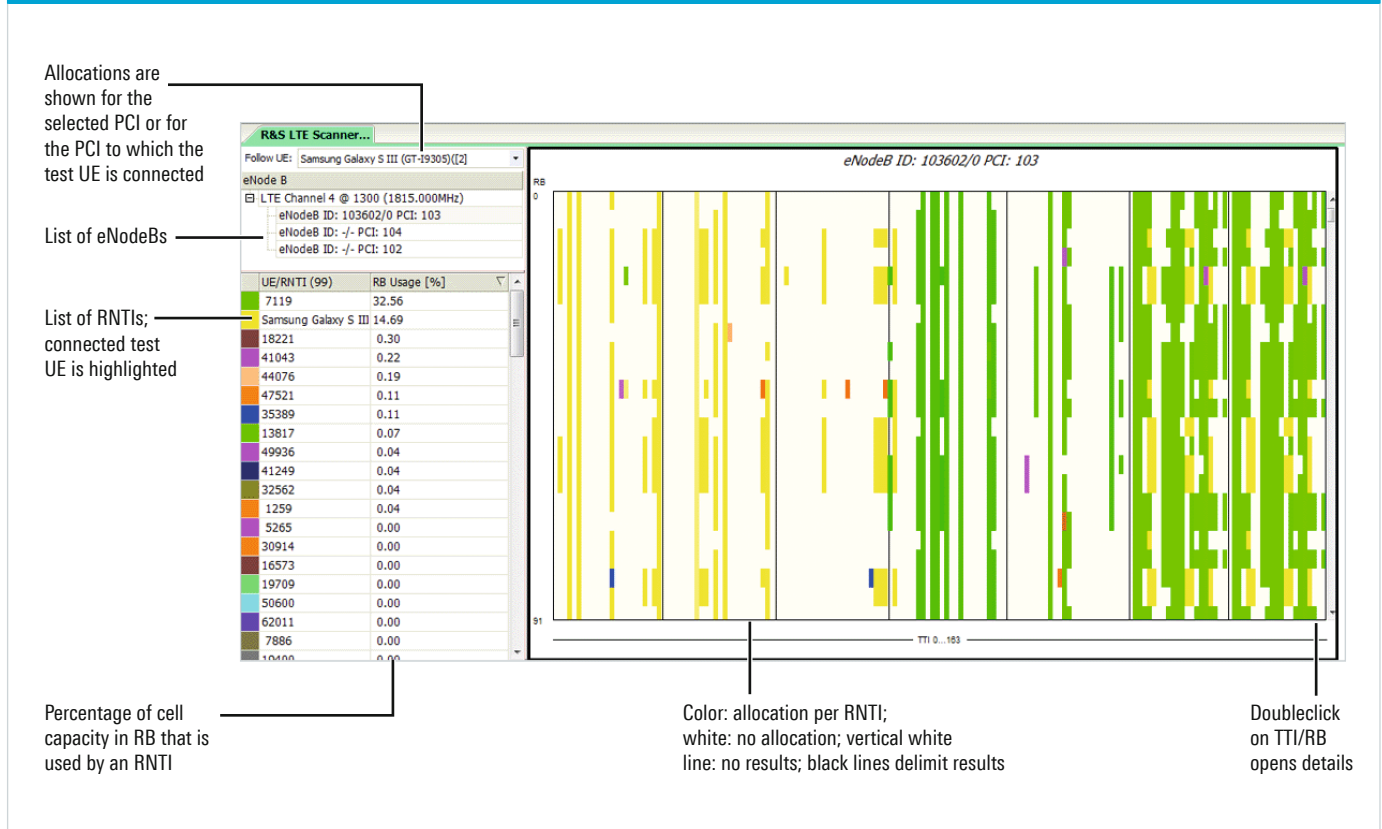 Allocations are
shown for the
selected PCI or for
the PCI to which the
test UE is connected
List of eNodeBs
List of RNTIs;
connected test
UE is highlighted
Percentage of cell
capacity in RB that is
used by an RNTI
R&S LTE Scanner...
Follow UE: Samsung Galaxy S III (GT-I9305)([2]
eNode B
LTE Channel 4 @ 1300 (1815.000MHz)
eNodeB ID: 103602/0 PCI: 103
eNodeB ID: -/- PCI: 104
eNodeB ID: -/- PCI: 102
UE/RNTI (99) RB Usage [%]
7119 32.56
Samsung Galaxy S III 14.69
18221 0.30
41043 0.22
44076 0.19
47521 0.11
35389 0.11
13817 0.07
49936 0.04
41249 0.04
32562 0.04
1259 0.04
5265 0.00
30914 0.00
16573 0.00
19709 0.00
50600 0.00
62011 0.00
7886 0.00
0.00
eNodeB ID: 103602/0 PCI: 103
RB
0
91
TTI 0...163
Color: allocation per RNTI;
white: no allocation; vertical white
line: no results; black lines delimit results
Doubleclick
on TTI/RB
opens details